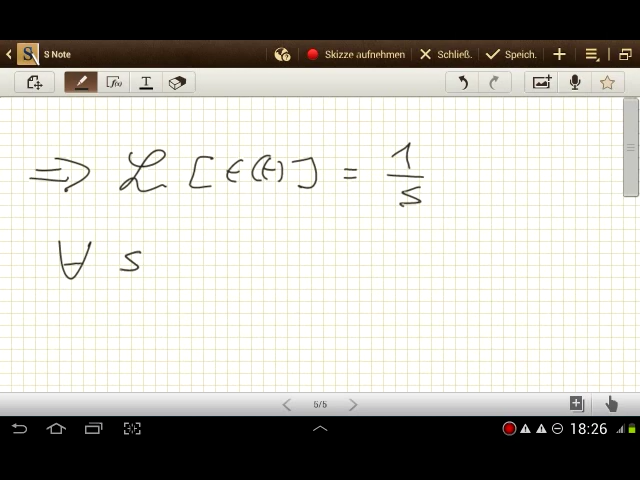 S Note
Skizze aufnehmen
Schließ.
Speich.
f(x)
T
⇒ ℒ [ε(t)] = 1/s
∀ s
5/5
18:26